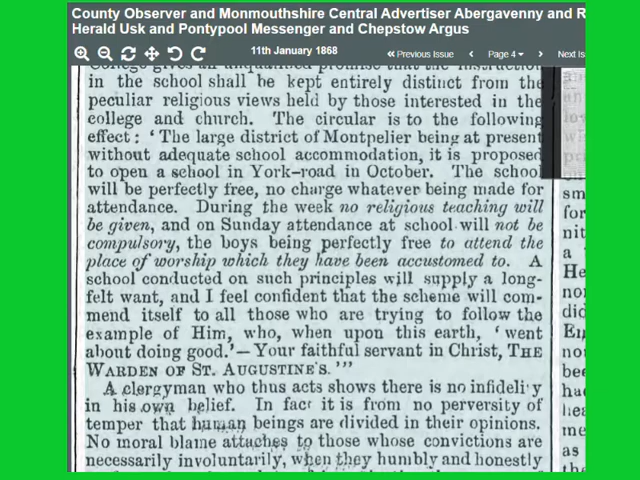 County Observer and Monmouthshire Central Advertiser Abergavenny and R
Herald Usk and Pontypool Messenger and Chepstow Argus
11th January 1868
Previous Issue
Page 4
Next Is
in the school shall be kept entirely distinct from the
peculiar religious views held by those interested in the
college and church. The circular is to the following
effect: 'The large district of Montpelier being at present
without adequate school accommodation, it is proposed
to open a school in York-road in October. The school
will be perfectly free, no charge whatever being made for
attendance. During the week no religious teaching will
be given, and on Sunday attendance at school will not be
compulsory, the boys being perfectly free to attend the
place of worship which they have been accustomed to. A
school conducted on such principles will supply a long-
felt want, and I feel confident that the scheme will com-
mend itself to all those who are trying to follow the
example of Him, who, when upon this earth, 'went
about doing good.'—Your faithful servant in Christ, THE
WARDEN OF ST. AUGUSTINE'S.'"
A clergyman who thus acts shows there is no infidelity
in his own belief. In fact it is from no perversity of
temper that human beings are divided in their opinions.
No moral blame attaches to those whose convictions are
necessarily involuntarily, when they humbly and honestly